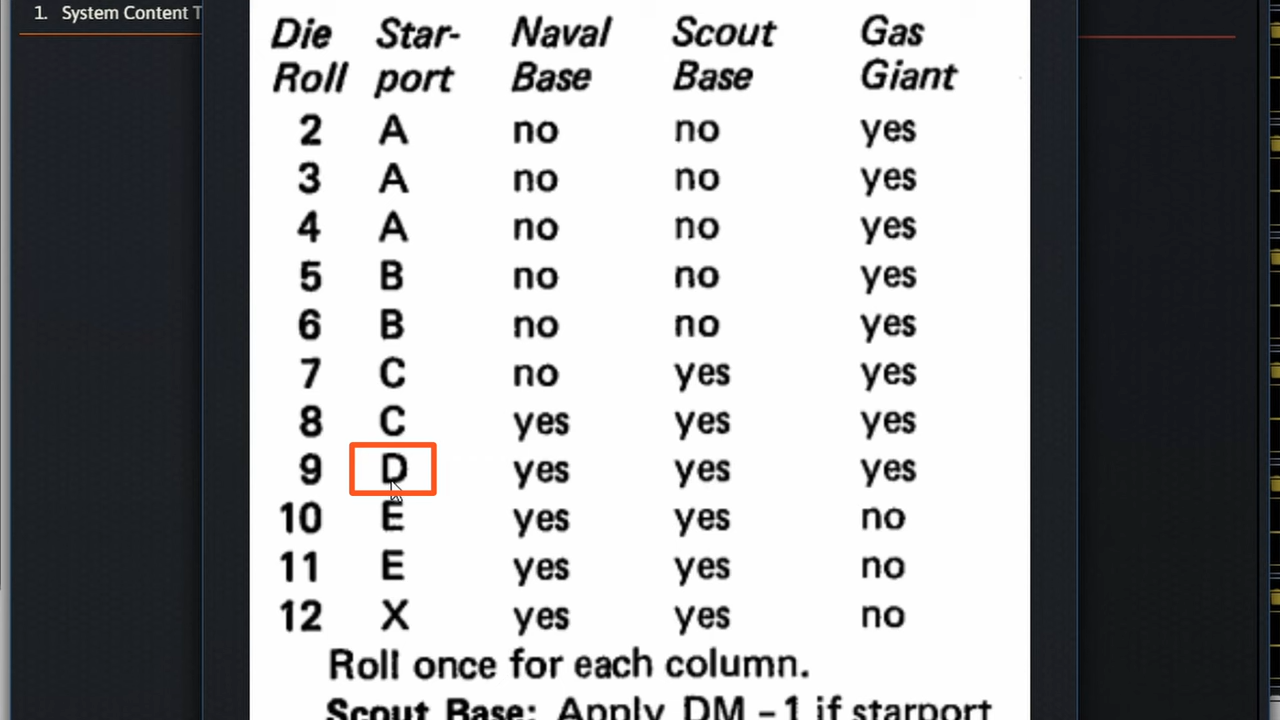 1. System Content T
Die Star- Naval Scout Gas
Roll port Base Base Giant
2 A no no yes
3 A no no yes
4 A no no yes
5 B no no yes
6 B no no yes
7 C no yes yes
8 C yes yes yes
9 D yes yes yes
10 E yes yes no
11 E yes yes no
12 X yes yes no
Roll once for each column.
Scout Base: Apply DM –1 if starport